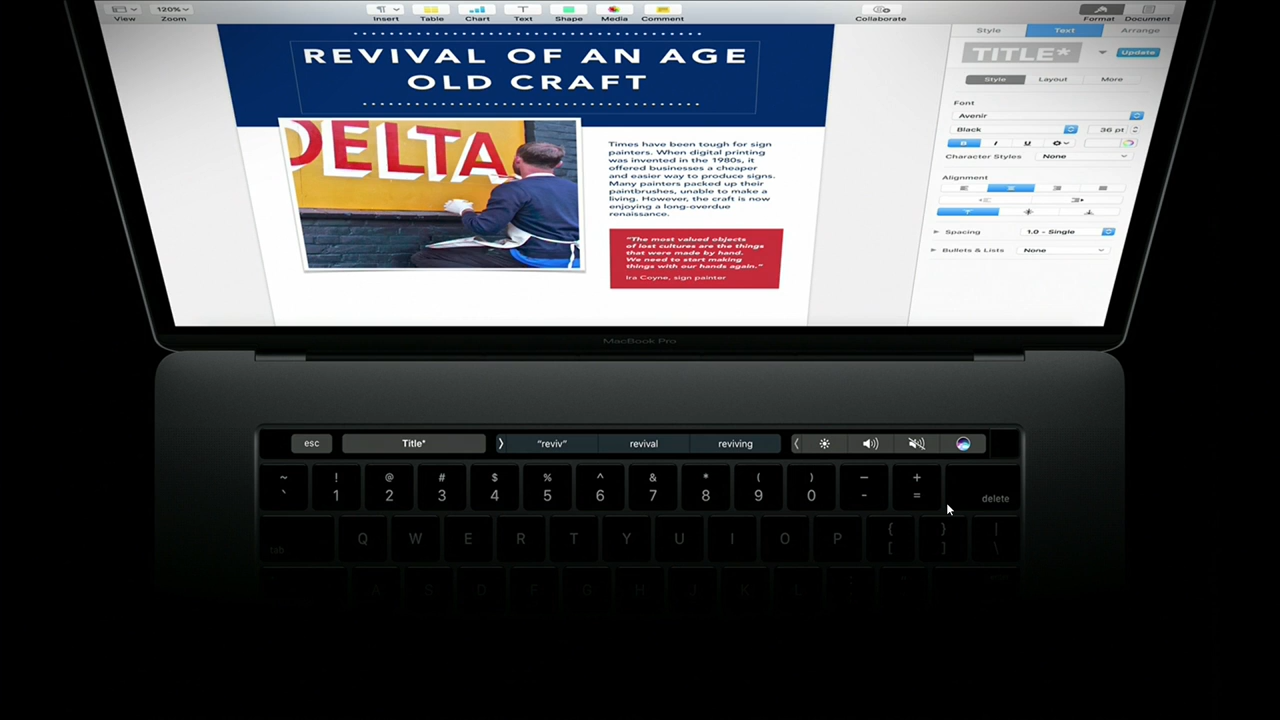 120%
View
Zoom
Insert
Table
Chart
Text
Shape
Media
Comment
Collaborate
Format
Document
REVIVAL OF AN AGE
OLD CRAFT
DELTA
Times have been tough for sign
painters. When digital printing
was invented in the 1980s, it
offered businesses a cheaper
and easier way to produce signs.
Many painters packed up their
paintbrushes, unable to make a
living. However, the craft is now
enjoying a long-overdue
renaissance.
"The most valued objects
of lost cultures are the things
that were made by hand.
We need to start making
things with our hands again."
Ira Coyne, sign painter
Style Text Arrange
TITLE*
Update
Style Layout More
Font
Avenir
Black 36 pt
B I U
Character Styles None
Alignment
Spacing 1.0 - Single
Bullets & Lists None
MacBook Pro
esc Title* "reviv" revival reviving
~ ! @ # $ % ^ & * ( ) — +
` 1 2 3 4 5 6 7 8 9 0 - =
delete
tab Q W E R T Y U I O P { [ } ] | \
A S D F G H J K L : ;